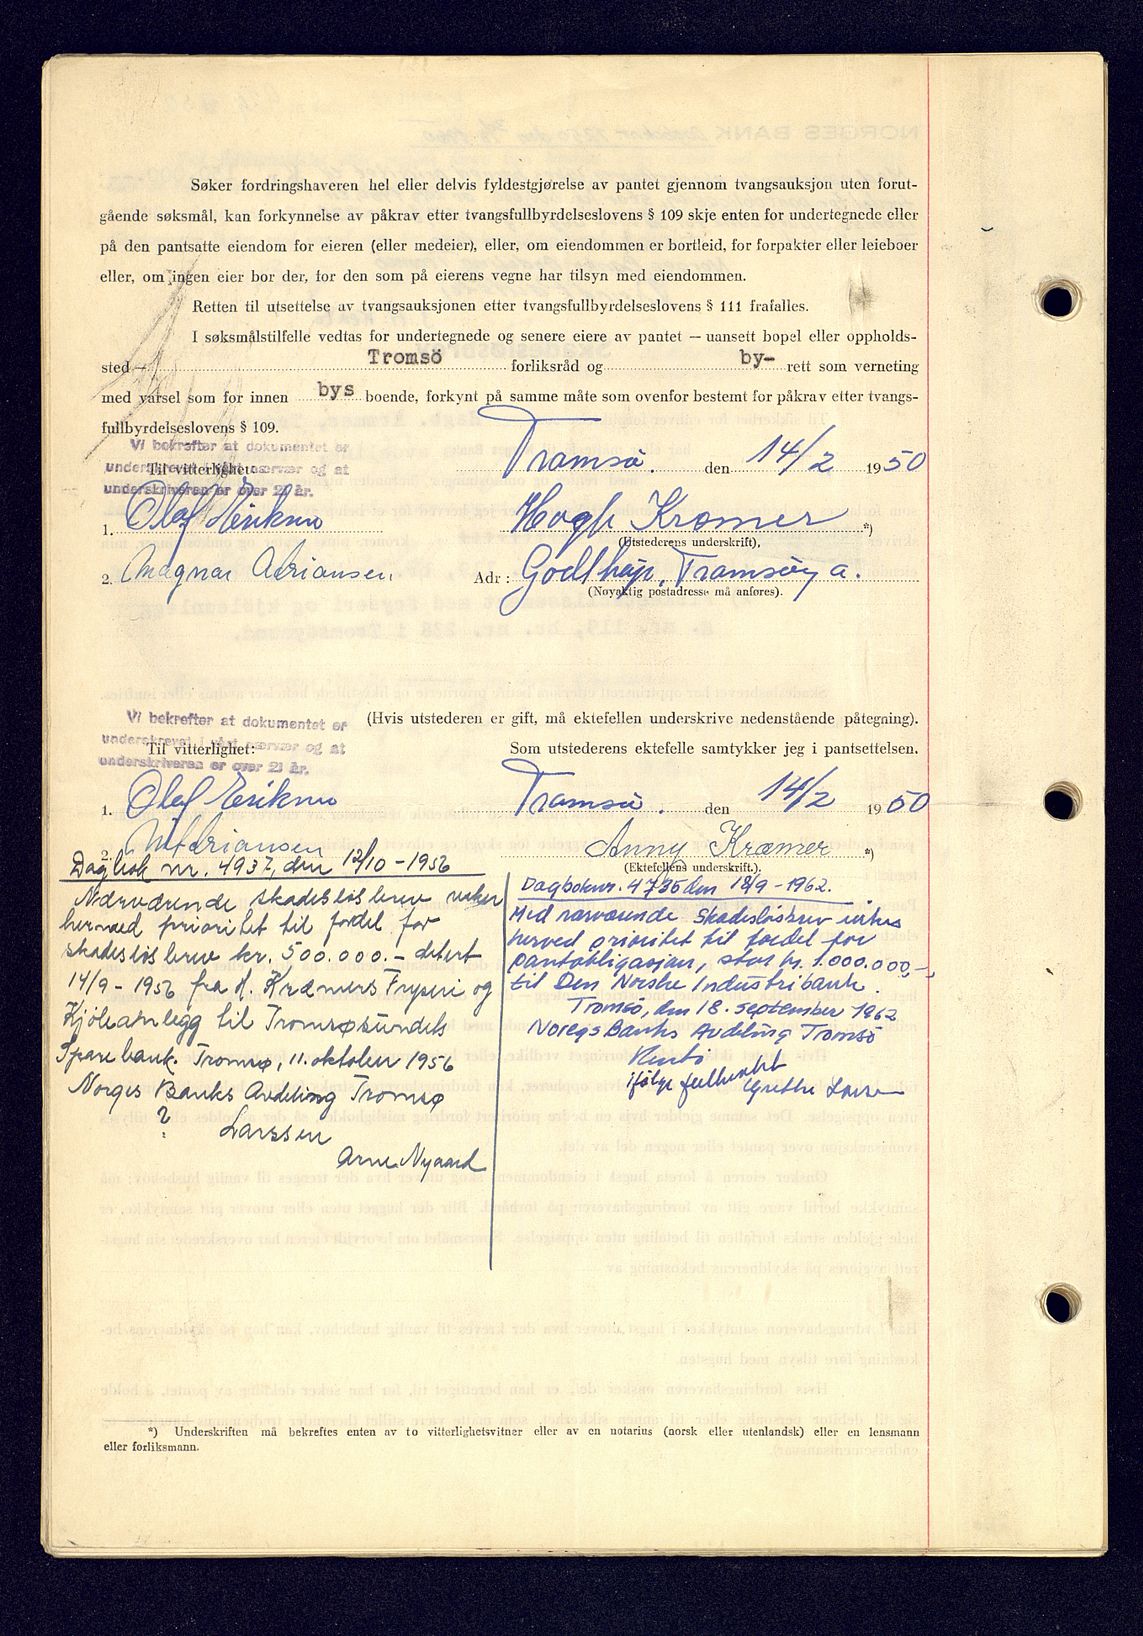 Søker fordringshaveren hel eller delvis fyldestgjørelse av pantet gjennom tvangsauksjon uten forut-
gående søksmål, kan forkynnelse av påkrav etter tvangsfullbyrdelseslovens § 109 skje enten for undertegnede eller
på den pantsatte eiendom for eieren (eller medeier), eller, om eiendommen er bortleid, for forpakter eller leieboer
eller, om ingen eier bor der, for den som på eierens vegne har tilsyn med eiendommen.
Retten til utsettelse av tvangsauksjonen etter tvangsfullbyrdelseslovens § 111 frafalles.
I søksmålstilfelle vedtas for undertegnede og senere eiere av pantet — uansett bopel eller oppholds-
sted Tromsö forliksråd og by- rett som verneting
med varsel som for innen bys boende, forkynt på samme måte som ovenfor bestemt for påkrav etter tvangs-
fullbyrdelseslovens § 109.
Vi bekrefter at dokumentet er
underskrevet i vårt nærvær og at
underskriveren er over 21 år.
Til vitterlighet:
Tromsö. den 14/2 1950
1. Olaf Eriksen
Hagb Kræmer *)
(Utstederens underskrift).
2. Magnar Adriansen
Adr: Godthåp, Tromsøya.
(Nøyaktig postadresse må anføres).
Vi bekrefter at dokumentet er
underskrevet i vårt nærvær og at
underskriveren er over 21 år.
(Hvis utstederen er gift, må ektefellen underskrive nedenstående påtegning).
Til vitterlighet:
Som utstederens ektefelle samtykker jeg i pantsettelsen.
1. Olaf Eriksen
Tromsö. den 14/2 1950
2. M Adriansen
Anny Kræmer *)
(Ektefellens underskrift).
Dagbok nr. 4937, den 12/10 - 1956
Nærværende skadesløsbrev viker
herved prioritet til fordel for
skadesløsbrev kr. 500.000.- datert
14/9 - 1956 fra H. Kræmers Fryseri og
Kjøleanlegg til Tromsøsundets
Sparebank. Tromsø, 11. oktober 1956
Norges Banks Avdeling Tromsø
? Larssen
Arne Nyaard
Dagboknr. 4735 den 18/9 - 1962.
Med nærværende Skadesløsbrev vikes
herved prioritet til fordel for
pantobligasjon, stor kr. 1.000.000,-,
til Den Norske Industribank.
Tromsø, den 18. september 1962
Noregs Banks Avdeling Tromsø
ifølge fullmakt
Grethe
*) Underskriften må bekreftes enten av to vitterlighetsvitner eller av en notarius (norsk eller utenlandsk) eller en lensmann
eller forliksmann.